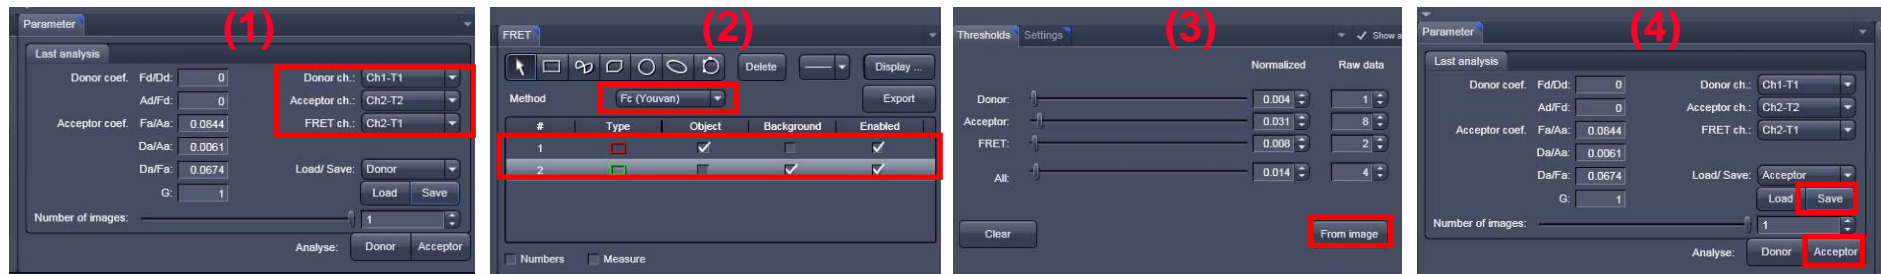 (1)
Parameter
Last analysis
Donor coef. Fd/Dd: 0 Donor ch.: Ch1-T1
Ad/Fd: 0 Acceptor ch.: Ch2-T2
Acceptor coef. Fa/Aa: 0.0844 FRET ch.: Ch2-T1
Da/Aa: 0.0061
Da/Fa: 0.0674 Load/ Save: Donor
G: 1 Load Save
Number of images: 1
Analyse: Donor Acceptor
(2)
FRET
Delete Display ...
Method Fc (Youvan) Export
# Type Object Background Enabled
1
2
Numbers Measure
(3)
Thresholds Settings Show a
Normalized Raw data
Donor: 0.004 1
Acceptor: 0.031 8
FRET: 0.008 2
All: 0.014 4
Clear From image
(4)
Parameter
Last analysis
Donor coef. Fd/Dd: 0 Donor ch.: Ch1-T1
Ad/Fd: 0 Acceptor ch.: Ch2-T2
Acceptor coef. Fa/Aa: 0.0844 FRET ch.: Ch2-T1
Da/Aa: 0.0061
Da/Fa: 0.0674 Load/ Save: Acceptor
G: 1 Load Save
Number of images: 1
Analyse: Donor Acceptor